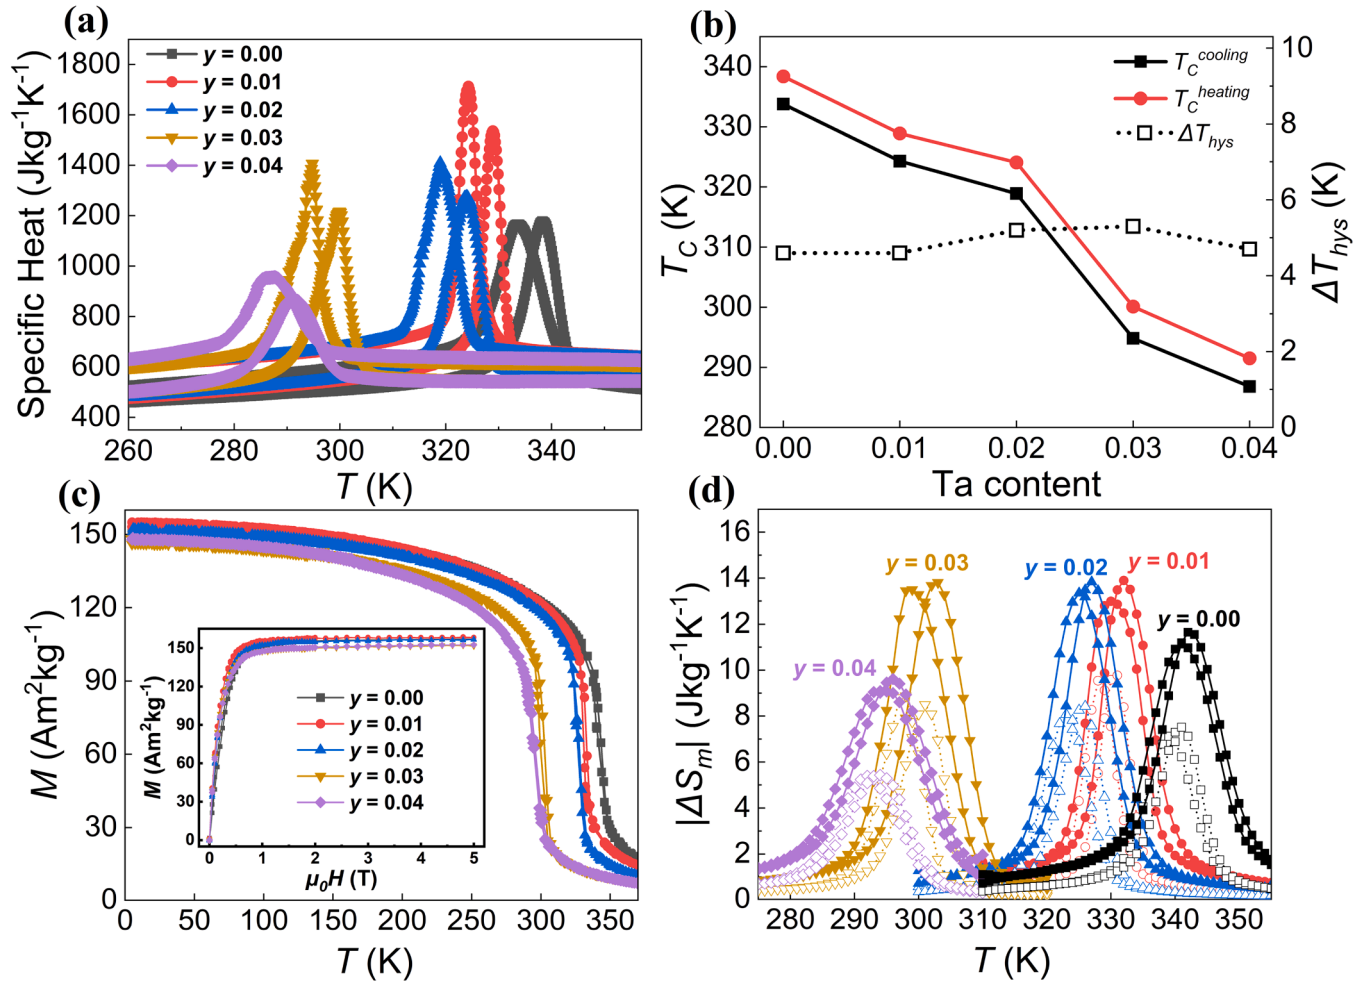 (a)
Specific Heat (Jkg⁻¹K⁻¹)
1800
1600
1400
1200
1000
800
600
400
y = 0.00
y = 0.01
y = 0.02
y = 0.03
y = 0.04
260 280 300 320 340
T (K)
(b)
T_C (K)
340
330
320
310
300
290
280
T_C^cooling
T_C^heating
ΔT_hys
10
8
6
4
2
0
ΔT_hys (K)
0.00 0.01 0.02 0.03 0.04
Ta content
(c)
M (Am²kg⁻¹)
150
120
90
60
30
0
M (Am²kg⁻¹)
150
120
90
60
30
0
y = 0.00
y = 0.01
y = 0.02
y = 0.03
y = 0.04
0 1 2 3 4 5
μ₀H (T)
0 50 100 150 200 250 300 350
T (K)
(d)
|ΔS_m| (Jkg⁻¹K⁻¹)
16
14
12
10
8
6
4
2
0
y = 0.03
y = 0.02
y = 0.01
y = 0.00
y = 0.04
280 290 300 310 320 330 340 350
T (K)